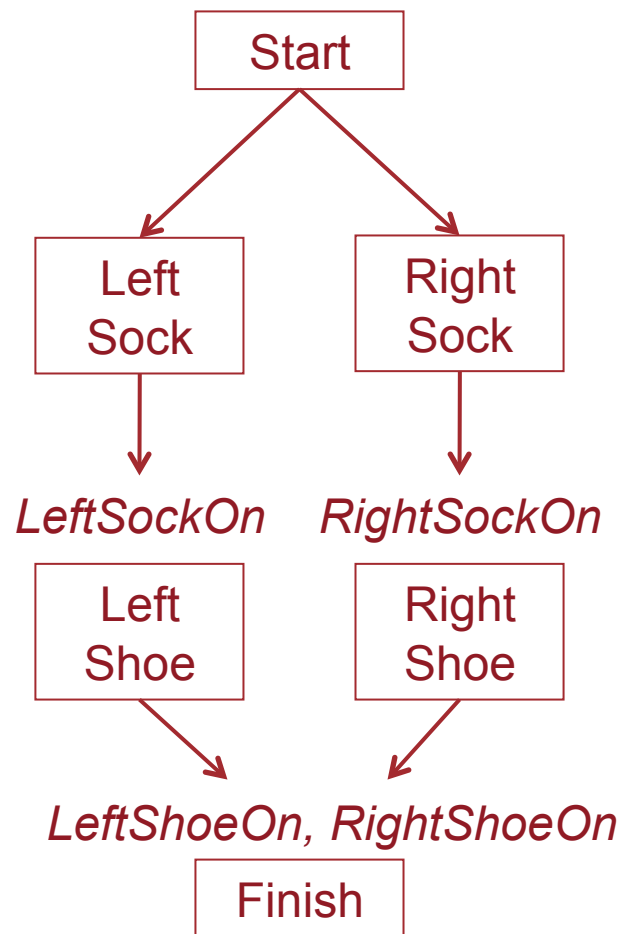 Start
Left
Sock
Right
Sock
LeftSockOn
RightSockOn
Left
Shoe
Right
Shoe
LeftShoeOn, RightShoeOn
Finish